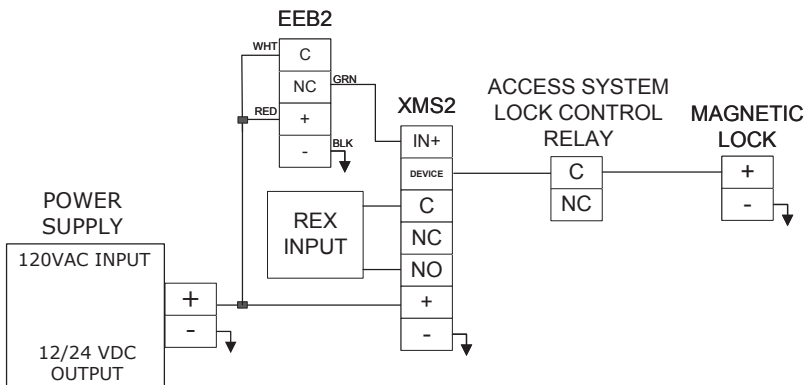 EEB2
WHT
C
NC
GRN
RED
+
-
BLK
XMS2
IN+
DEVICE
C
NC
NO
+
-
REX
INPUT
ACCESS SYSTEM
LOCK CONTROL
RELAY
C
NC
MAGNETIC
LOCK
+
-
POWER
SUPPLY
120VAC INPUT
12/24 VDC
OUTPUT
+
-